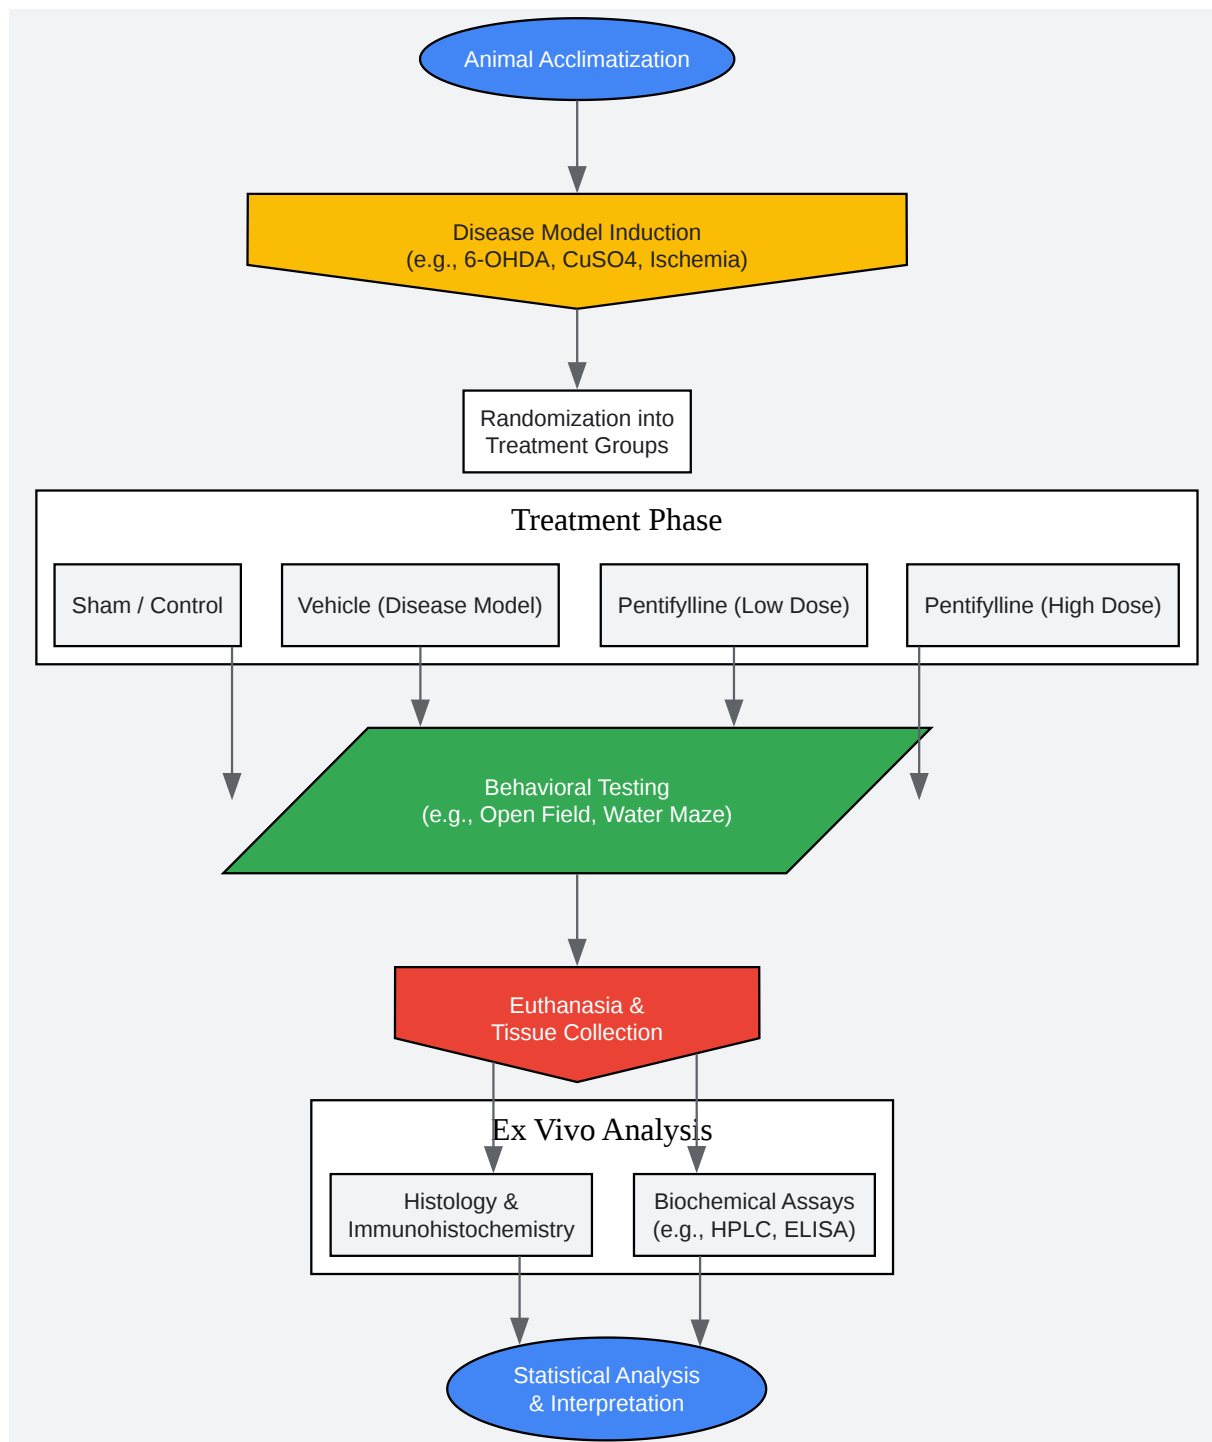 Animal Acclimatization
Disease Model Induction
(e.g., 6-OHDA, CuSO4, Ischemia)
Randomization into
Treatment Groups
Treatment Phase
Sham / Control
Vehicle (Disease Model)
Pentifylline (Low Dose)
Pentifylline (High Dose)
Behavioral Testing
(e.g., Open Field, Water Maze)
Euthanasia &
Tissue Collection
Ex Vivo Analysis
Histology &
Immunohistochemistry
Biochemical Assays
(e.g., HPLC, ELISA)
Statistical Analysis
& Interpretation